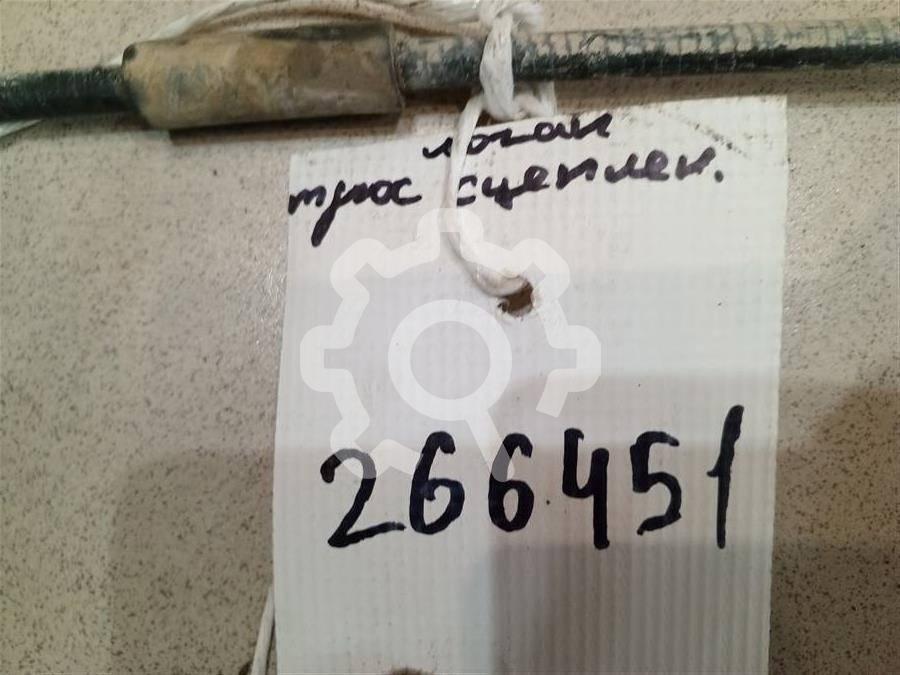 логан
трос сцеплен.
266451